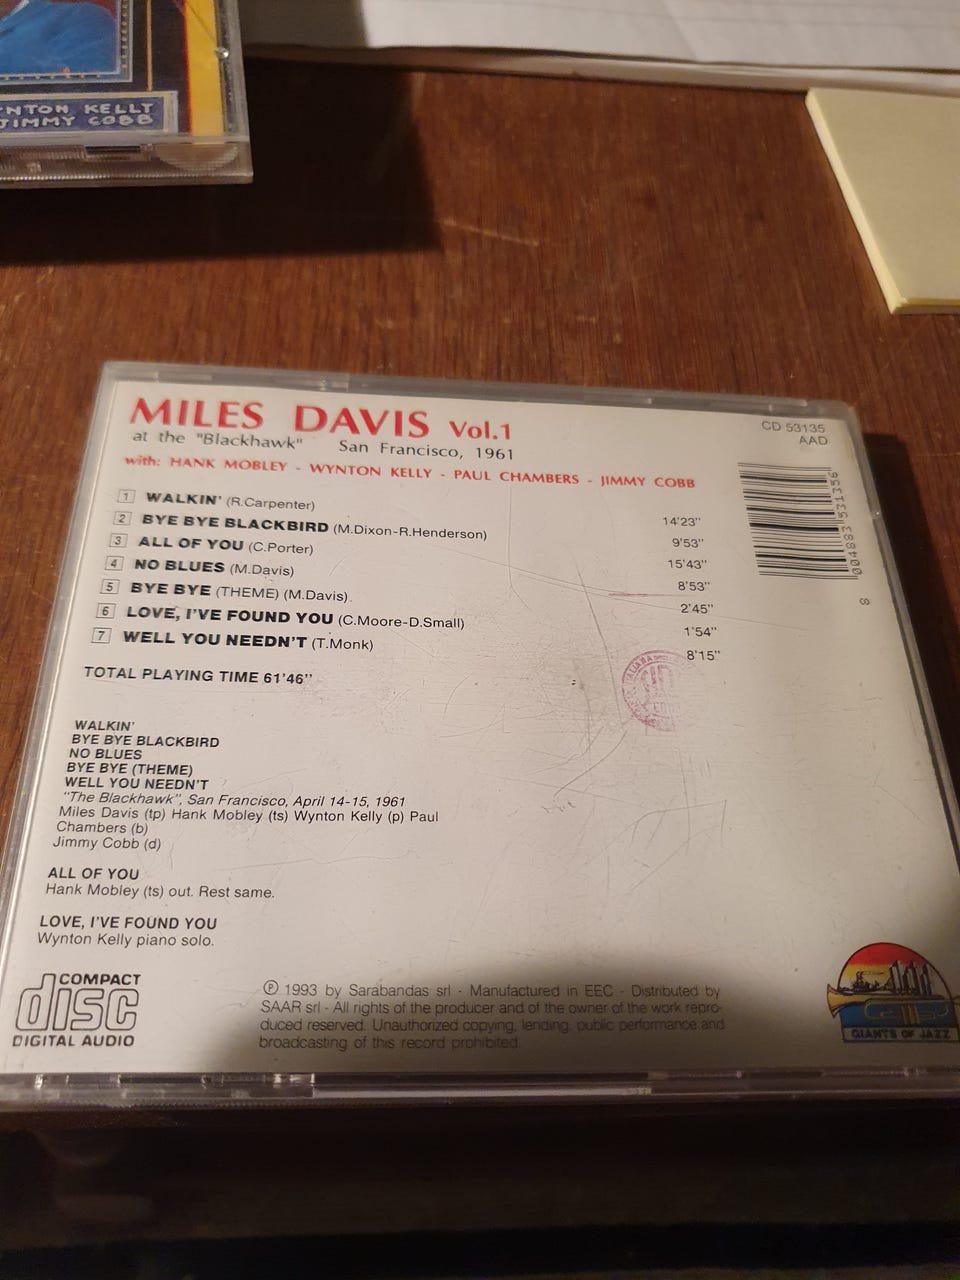 NTON KELLY
JIMMY COBB
MILES DAVIS Vol.1
at the "Blackhawk" San Francisco, 1961
with: HANK MOBLEY - WYNTON KELLY - PAUL CHAMBERS - JIMMY COBB
CD 53135
AAD
1 WALKIN' (R.Carpenter) 14'23"
2 BYE BYE BLACKBIRD (M.Dixon-R.Henderson) 9'53"
3 ALL OF YOU (C.Porter) 15'43"
4 NO BLUES (M.Davis) 8'53"
5 BYE BYE (THEME) (M.Davis) 2'45"
6 LOVE, I'VE FOUND YOU (C.Moore-D.Small) 1'54"
7 WELL YOU NEEDN'T (T.Monk) 8'15"
TOTAL PLAYING TIME 61'46"
8
WALKIN'
BYE BYE BLACKBIRD
NO BLUES
BYE BYE (THEME)
WELL YOU NEEDN'T
"The Blackhawk", San Francisco, April 14-15, 1961
Miles Davis (tp) Hank Mobley (ts) Wynton Kelly (p) Paul
Chambers (b)
Jimmy Cobb (d)
ALL OF YOU
Hank Mobley (ts) out. Rest same.
LOVE, I'VE FOUND YOU
Wynton Kelly piano solo.
COMPACT
disc
DIGITAL AUDIO
℗ 1993 by Sarabandas srl - Manufactured in EEC - Distributed by
SAAR srl - All rights of the producer and of the owner of the work repro-
duced reserved. Unauthorized copying, lending, public performance and
broadcasting of this record prohibited.
GIANTS OF JAZZ